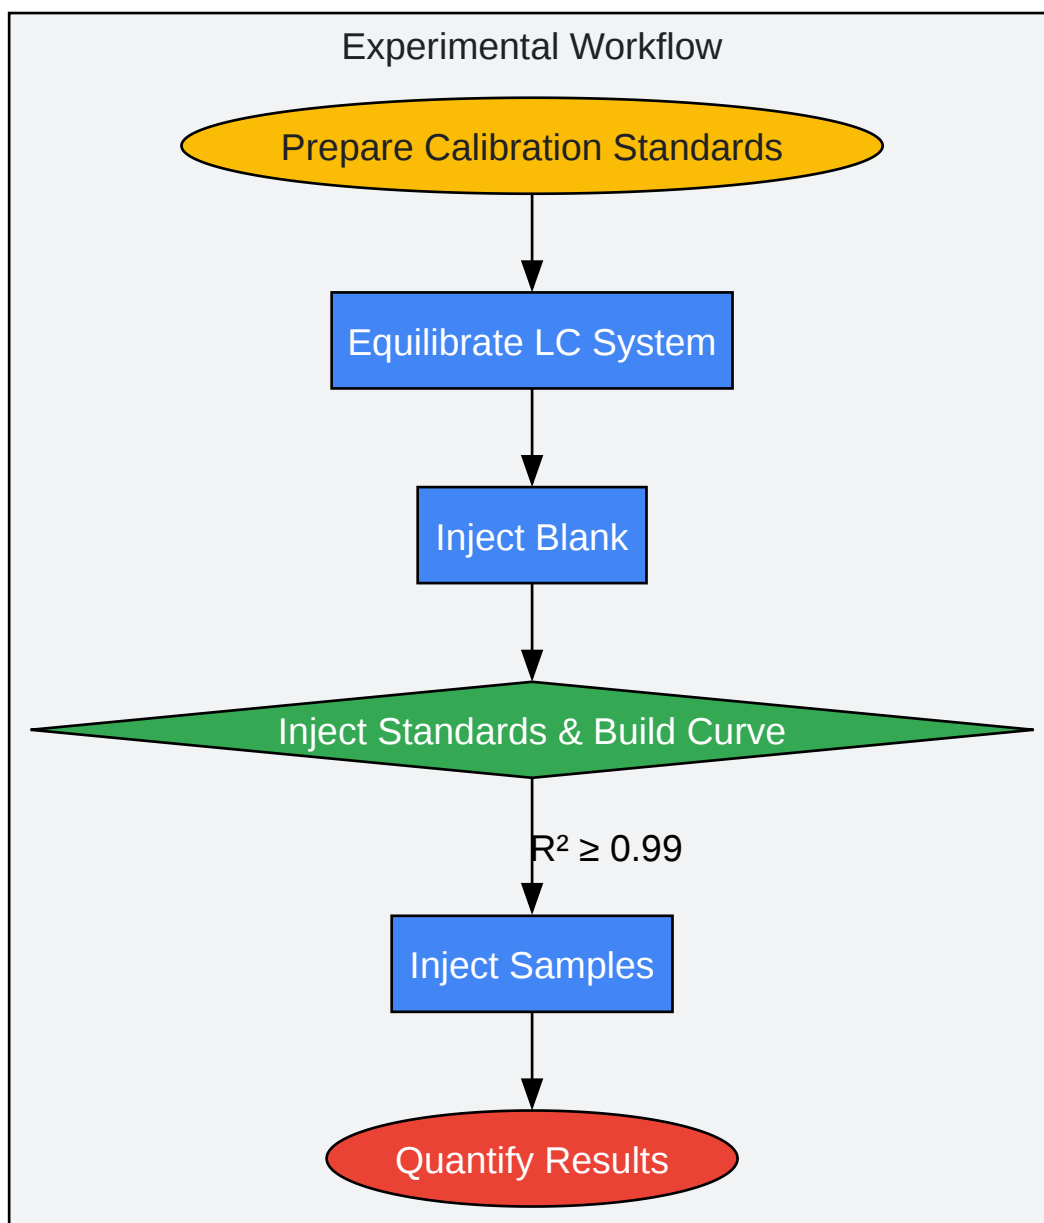 Experimental Workflow
Prepare Calibration Standards
Equilibrate LC System
Inject Blank
Inject Standards & Build Curve
R² ≥ 0.99
Inject Samples
Quantify Results